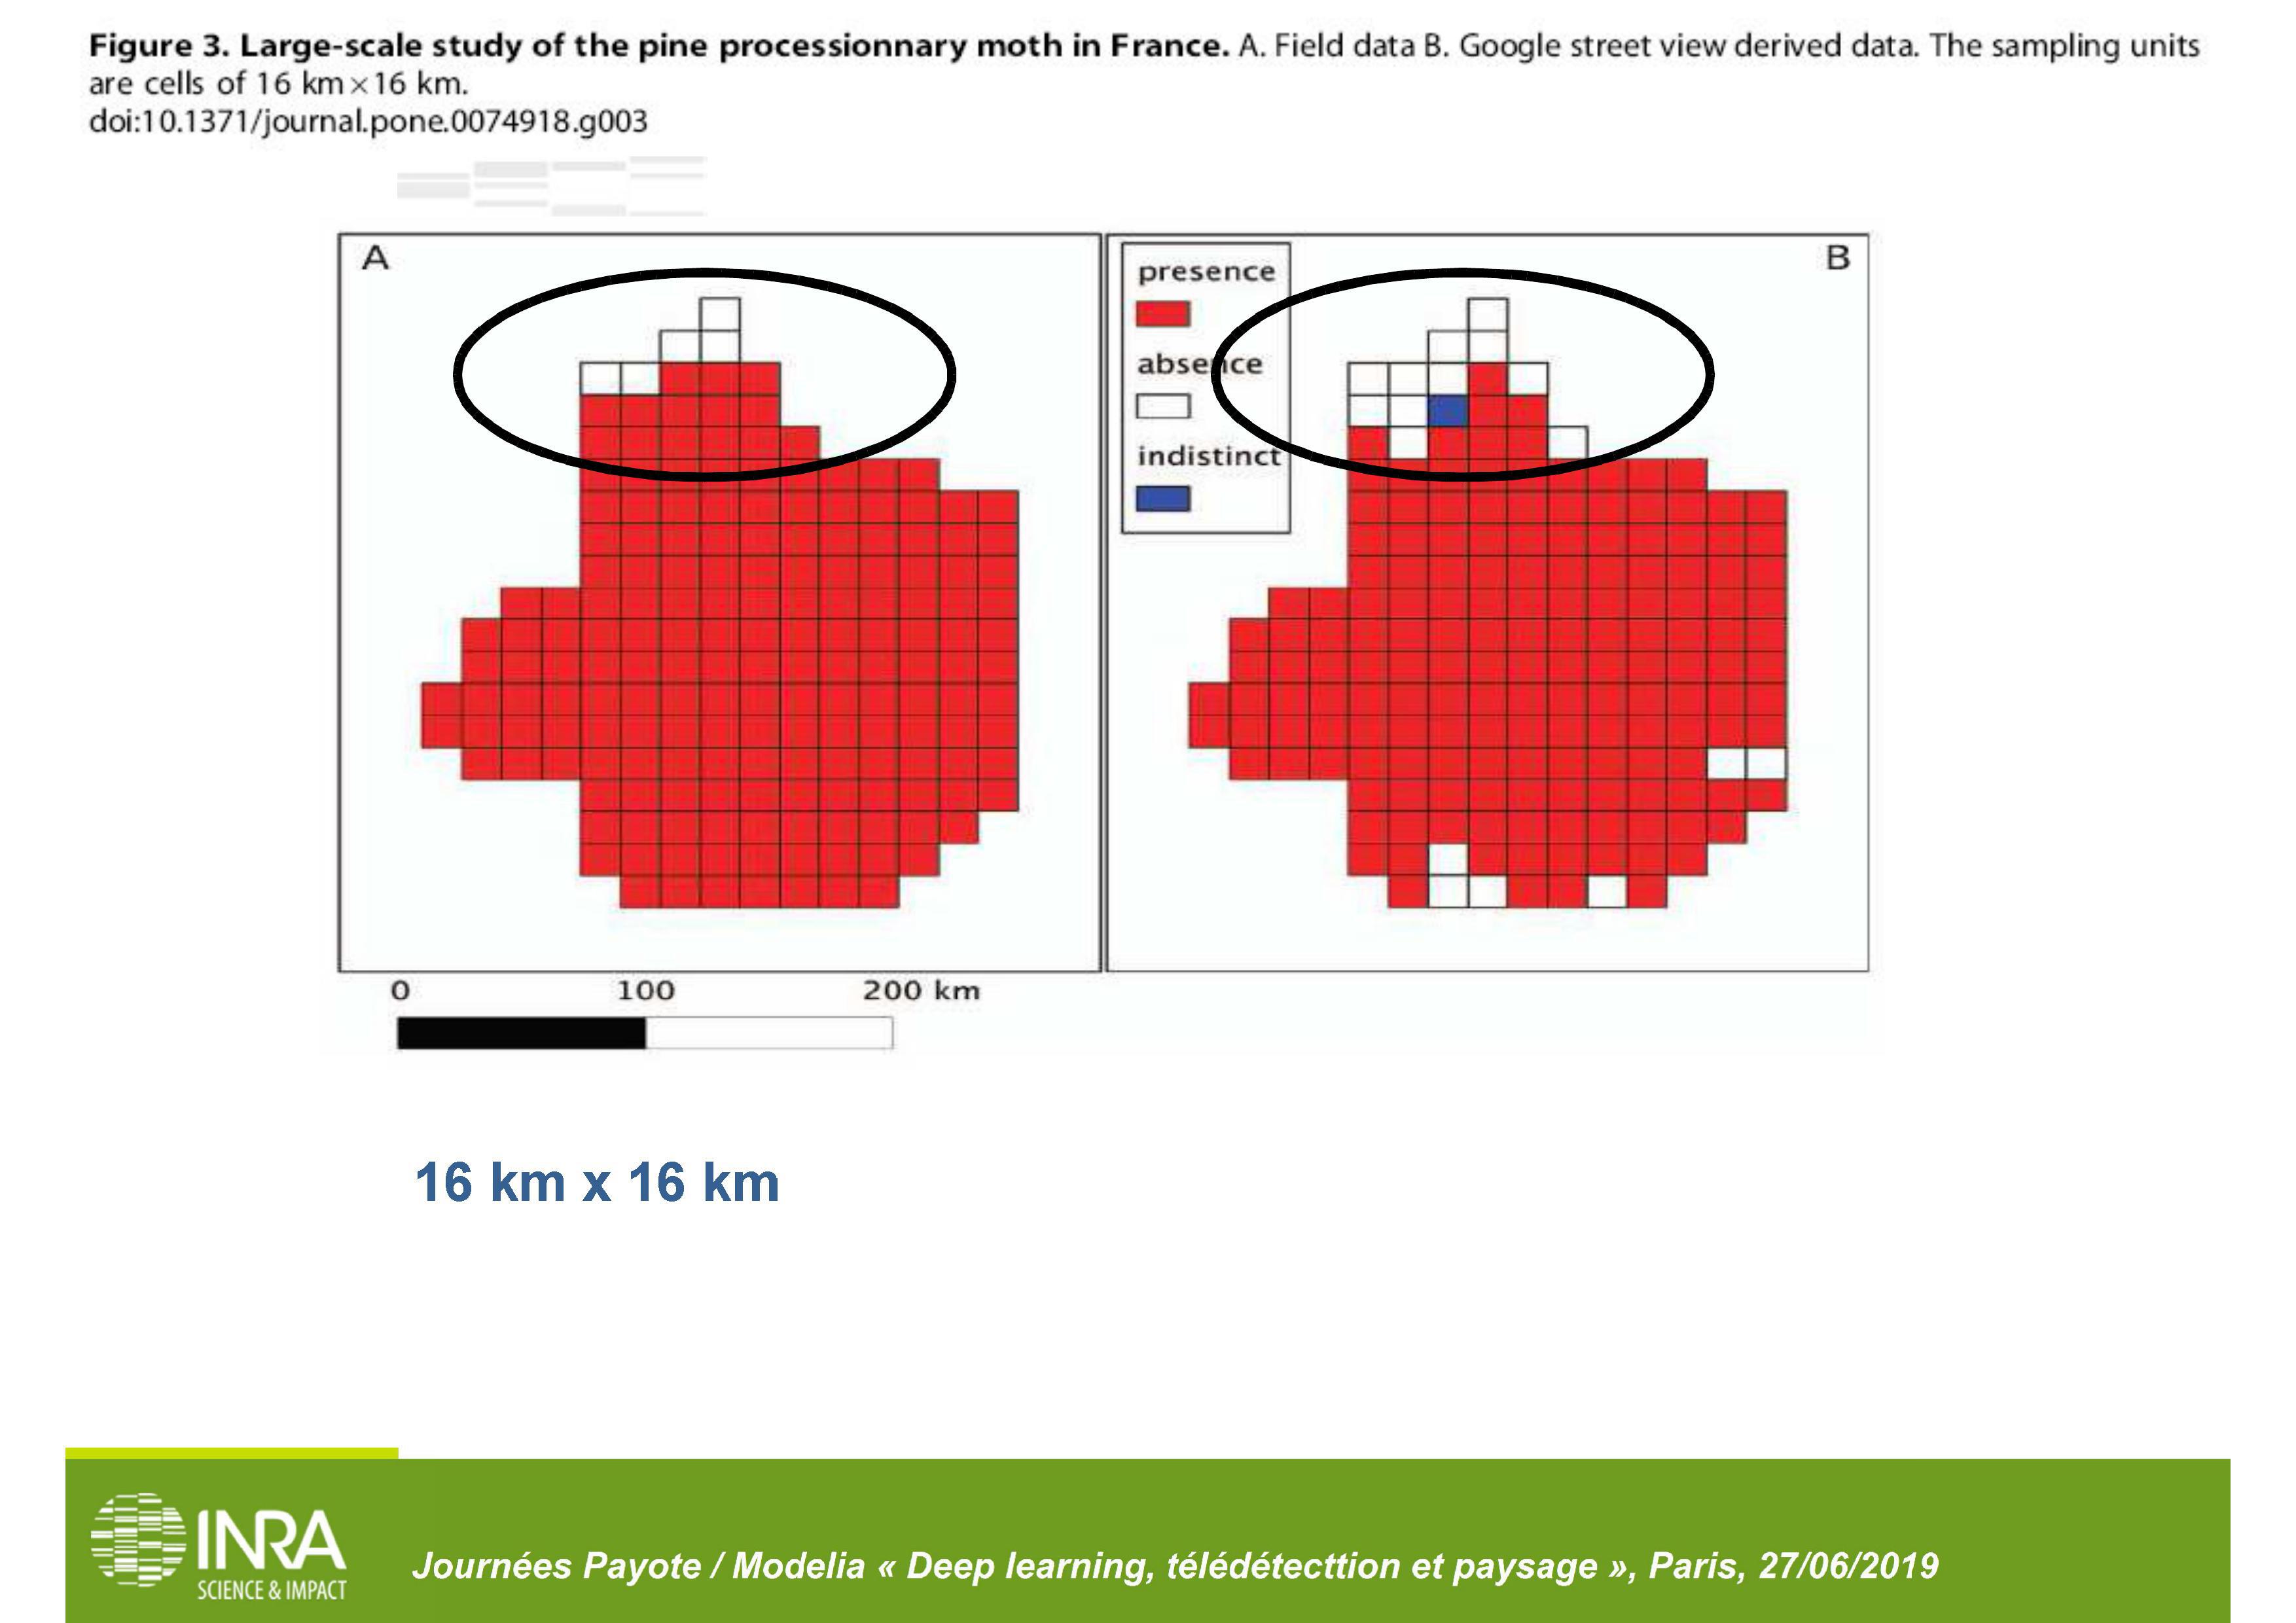 Figure 3. Large-scale study of the pine processionnary moth in France. A. Field data B. Google street view derived data. The sampling units
are cells of 16 km×16 km.
doi:10.1371/journal.pone.0074918.g003
A
presence
absence
indistinct
B
0 100 200 km
16 km x 16 km
INRA
SCIENCE & IMPACT
Journées Payote / Modelia « Deep learning, télédétecttion et paysage », Paris, 27/06/2019